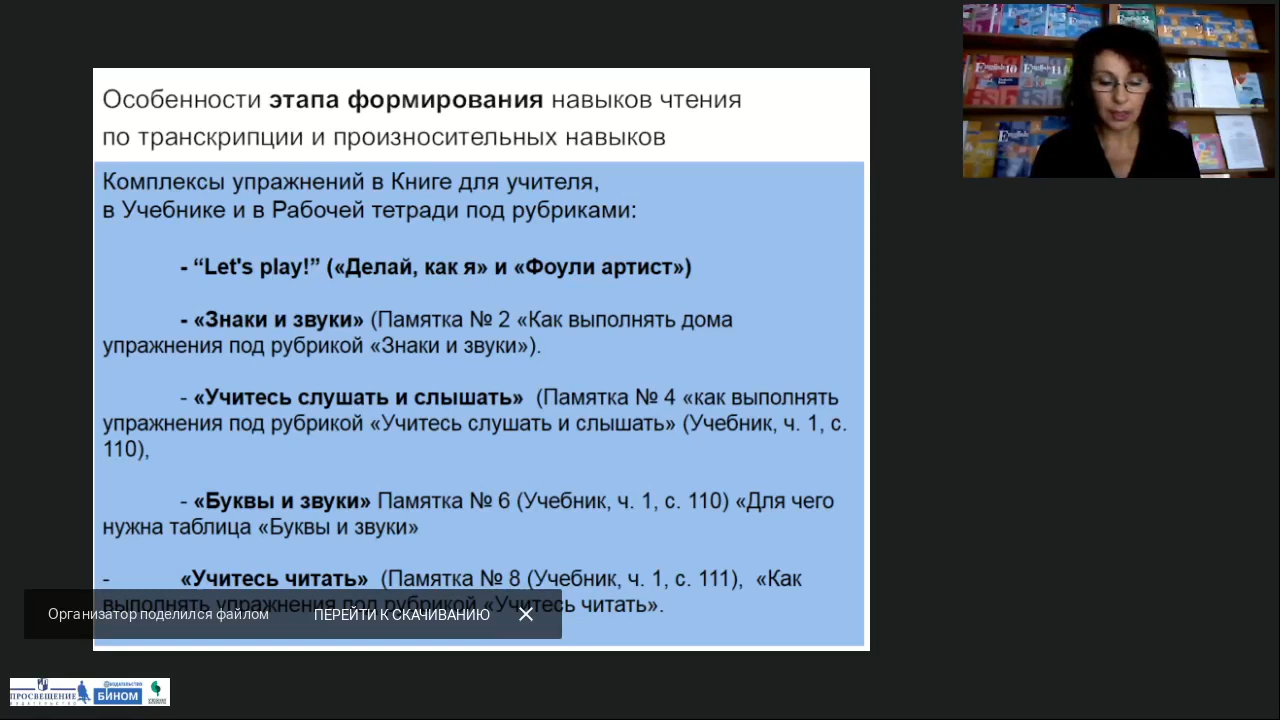 Особенности этапа формирования навыков чтения
по транскрипции и произносительных навыков
Комплексы упражнений в Книге для учителя,
в Учебнике и в Рабочей тетради под рубриками:
- “Let's play!” («Делай, как я» и «Фоули артист»)
- «Знаки и звуки» (Памятка № 2 «Как выполнять дома
упражнения под рубрикой «Знаки и звуки»).
- «Учитесь слушать и слышать» (Памятка № 4 «как выполнять
упражнения под рубрикой «Учитесь слушать и слышать» (Учебник, ч. 1, с.
110),
- «Буквы и звуки» Памятка № 6 (Учебник, ч. 1, с. 110) «Для чего
нужна таблица «Буквы и звуки»
- «Учитесь читать» (Памятка № 8 (Учебник, ч. 1, с. 111), «Как
выполнять упражнения под рубрикой «Учитесь читать».
Организатор поделился файлом ПЕРЕЙТИ К СКАЧИВАНИЮ
ПРОСВЕЩЕНИЕ
ИЗДАТЕЛЬСТВО
БИНОМ
English 10
English